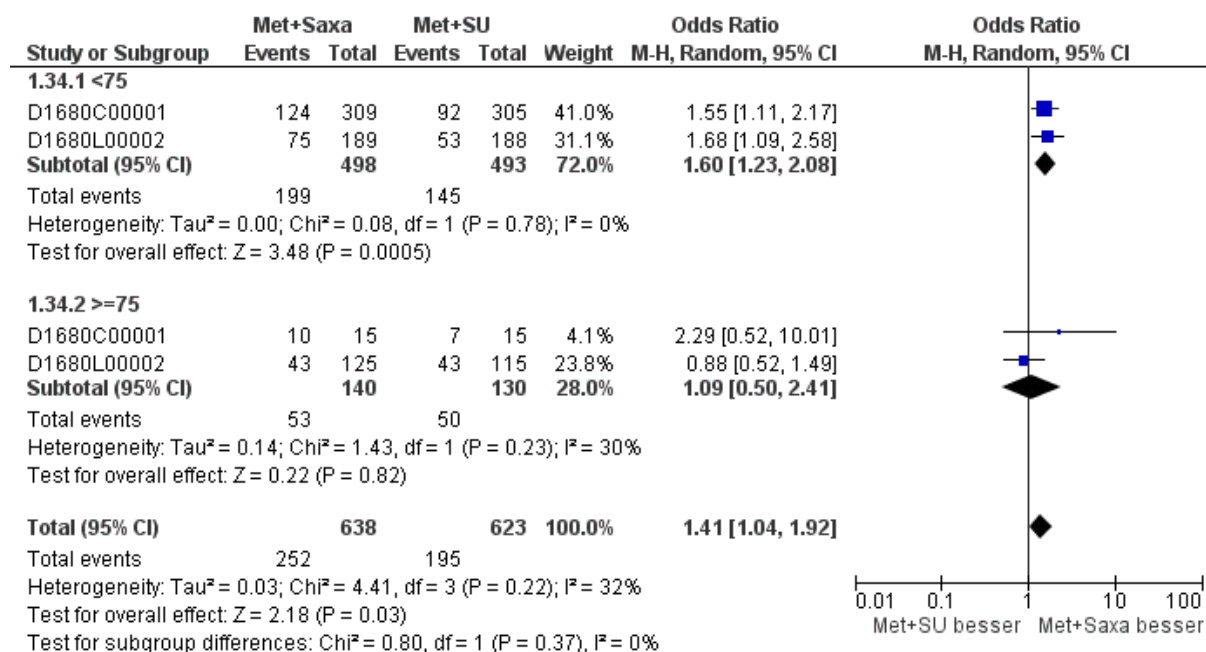 Met+Saxa Met+SU Odds Ratio Odds Ratio
Study or Subgroup Events Total Events Total Weight M-H, Random, 95% CI M-H, Random, 95% CI
1.34.1 <75
D1680C00001 124 309 92 305 41.0% 1.55 [1.11, 2.17]
D1680L00002 75 189 53 188 31.1% 1.68 [1.09, 2.58]
Subtotal (95% CI) 498 493 72.0% 1.60 [1.23, 2.08]
Total events 199 145
Heterogeneity: Tau² = 0.00; Chi² = 0.08, df = 1 (P = 0.78); I² = 0%
Test for overall effect: Z = 3.48 (P = 0.0005)
1.34.2 >=75
D1680C00001 10 15 7 15 4.1% 2.29 [0.52, 10.01]
D1680L00002 43 125 43 115 23.8% 0.88 [0.52, 1.49]
Subtotal (95% CI) 140 130 28.0% 1.09 [0.50, 2.41]
Total events 53 50
Heterogeneity: Tau² = 0.14; Chi² = 1.43, df = 1 (P = 0.23); I² = 30%
Test for overall effect: Z = 0.22 (P = 0.82)
Total (95% CI) 638 623 100.0% 1.41 [1.04, 1.92]
Total events 252 195
Heterogeneity: Tau² = 0.03; Chi² = 4.41, df = 3 (P = 0.22); I² = 32%
Test for overall effect: Z = 2.18 (P = 0.03)
Test for subgroup differences: Chi² = 0.80, df = 1 (P = 0.37), I² = 0%
0.01 0.1 1 10 100
Met+SU besser Met+Saxa besser